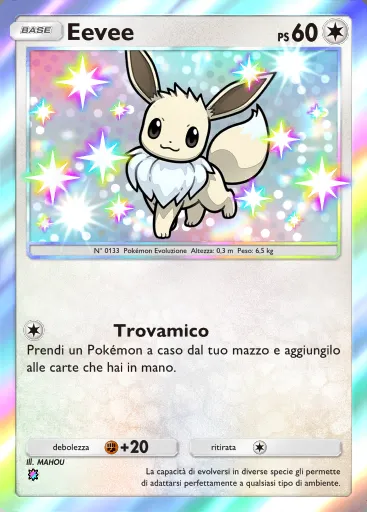 BASE Eevee PS 60
N° 0133 Pokémon Evoluzione Altezza: 0,3 m Peso: 6,5 kg
Trovamico
Prendi un Pokémon a caso dal tuo mazzo e aggiungilo
alle carte che hai in mano.
debolezza +20 ritirata
Ill. MAHOU
La capacità di evolversi in diverse specie gli permette
di adattarsi perfettamente a qualsiasi tipo di ambiente.